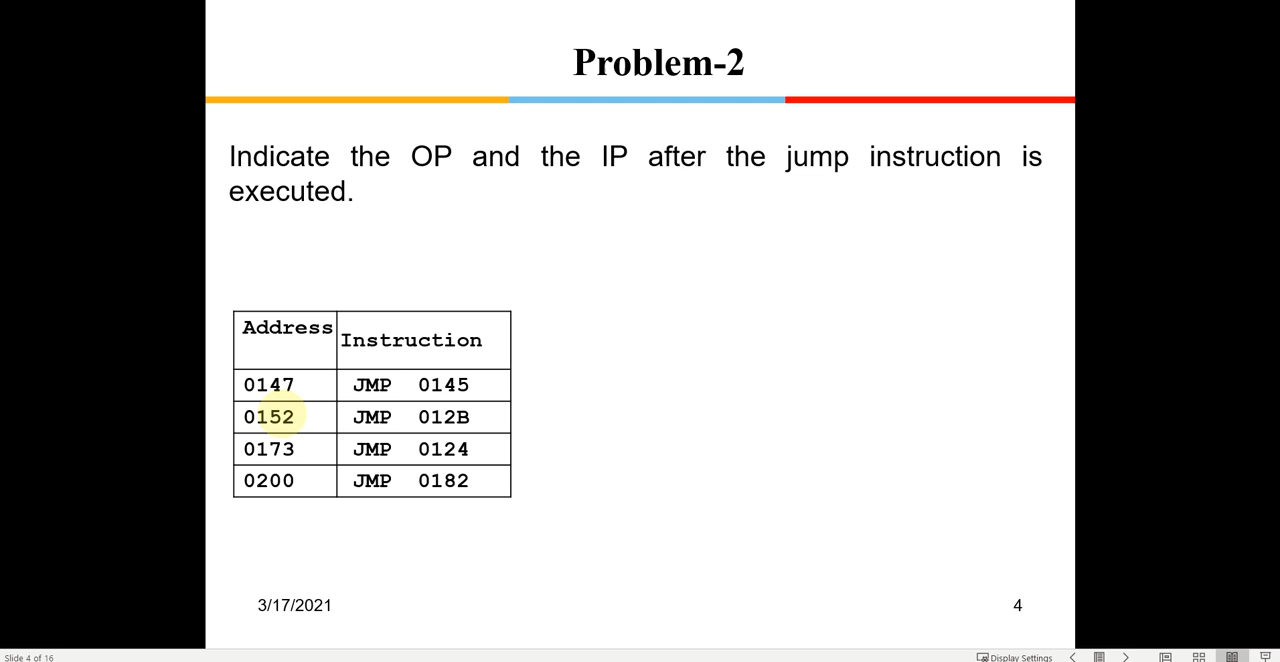 Problem-2
Indicate the OP and the IP after the jump instruction is
executed.
Address Instruction
0147 JMP 0145
0152 JMP 012B
0173 JMP 0124
0200 JMP 0182
3/17/2021 4
Slide 4 of 16 Display Settings